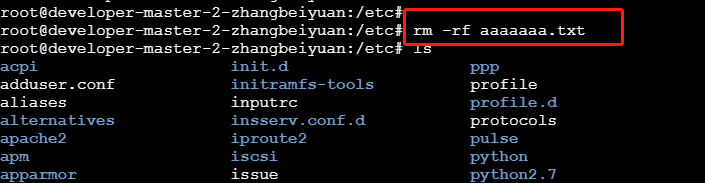 root@developer-master-2-zhangbeiyuan:/etc#
root@developer-master-2-zhangbeiyuan:/etc# rm -rf aaaaaaa.txt
root@developer-master-2-zhangbeiyuan:/etc# ls
acpi init.d ppp
adduser.conf initramfs-tools profile
aliases inputrc profile.d
alternatives insserv.conf.d protocols
apache2 iproute2 pulse
apm iscsi python
apparmor issue python2.7